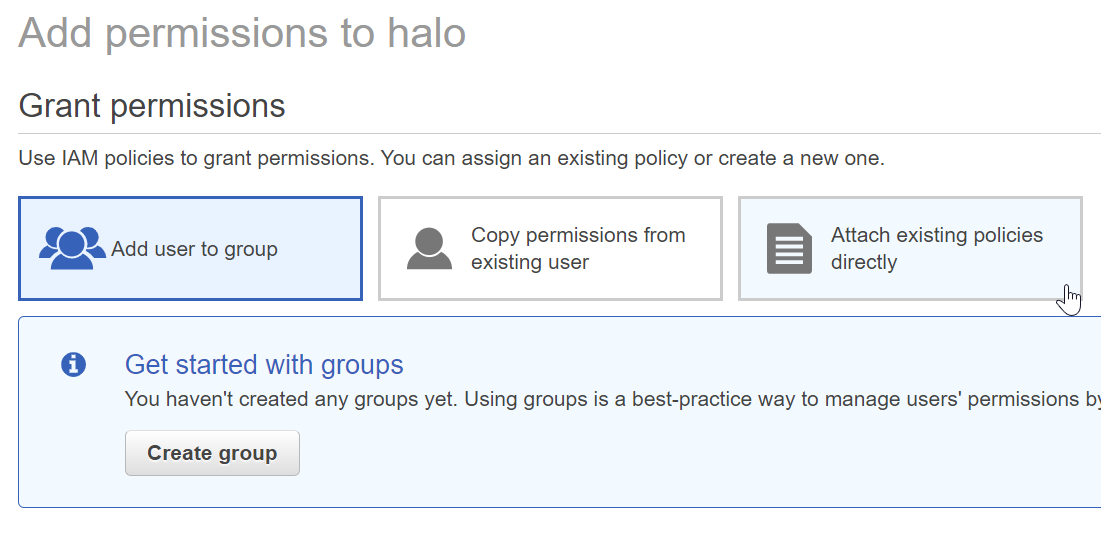 Add permissions to halo
Grant permissions
Use IAM policies to grant permissions. You can assign an existing policy or create a new one.
Add user to group
Copy permissions from
existing user
Attach existing policies
directly
Get started with groups
You haven't created any groups yet. Using groups is a best-practice way to manage users' permissions by
Create group